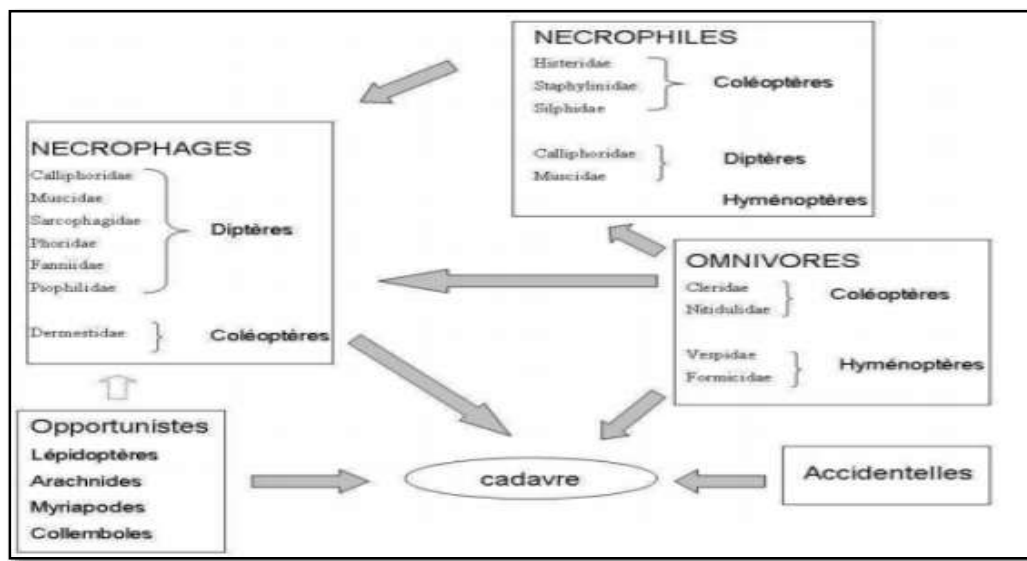 NECROPHILES
Histeridae
Staphylinidae
Silphidae
Coléoptères
Calliphoridae
Muscidae
Diptères
Hyménoptères
NECROPHAGES
Calliphoridae
Muscidae
Sarcophagidae
Phoridae
Fanniidae
Piophilidae
Diptères
Dermestidae
Coléoptères
OMNIVORES
Cleridae
Nitidulidae
Coléoptères
Vespidae
Formicidae
Hyménoptères
Opportunistes
Lépidoptères
Arachnides
Myriapodes
Collemboles
cadavre
Accidentelles